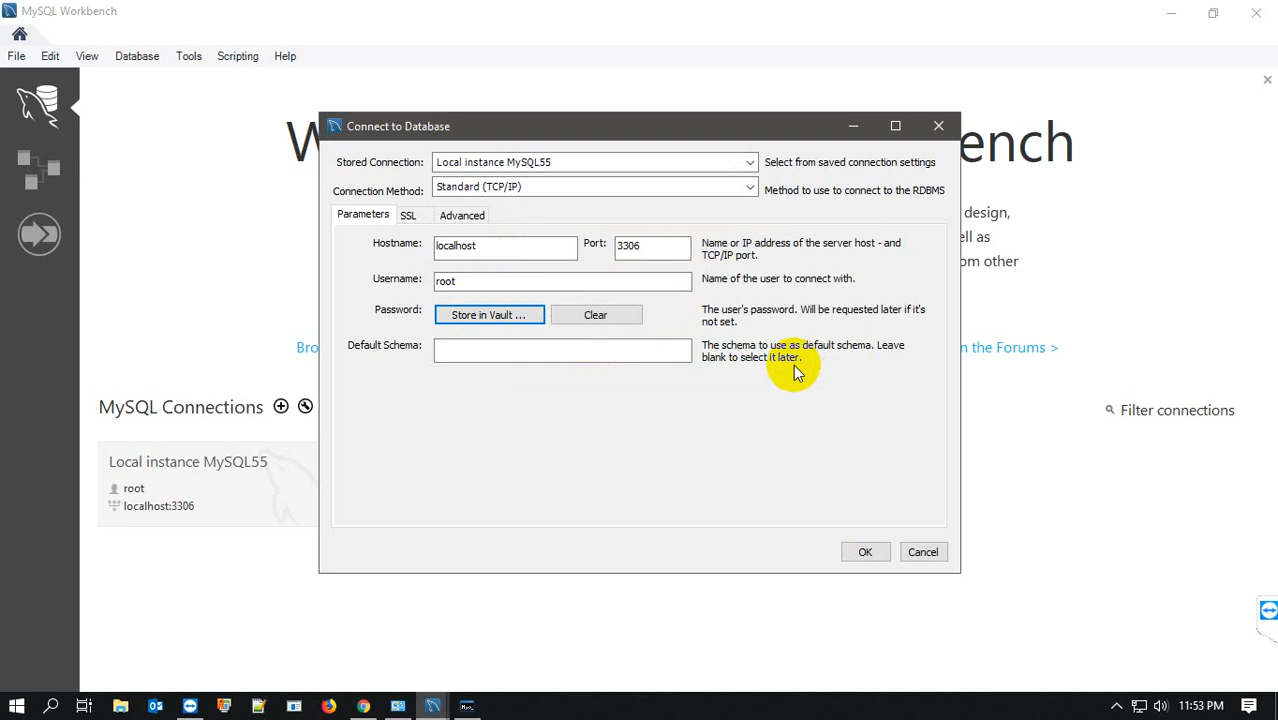 MySQL Workbench
File Edit View Database Tools Scripting Help
Connect to Database
W
ench
Stored Connection: Local instance MySQL55 Select from saved connection settings
Connection Method: Standard (TCP/IP) Method to use to connect to the RDBMS
Parameters SSL Advanced
design,
Hostname: localhost Port: 3306 Name or IP address of the server host - and
TCP/IP port.
ell as
om other
Username: root Name of the user to connect with.
Password: Store in Vault ... Clear The user's password. Will be requested later if it's
not set.
Default Schema: The schema to use as default schema. Leave
blank to select it later.
Bro
n the Forums >
MySQL Connections
Filter connections
Local instance MySQL55
root
localhost:3306
OK Cancel
11:53 PM